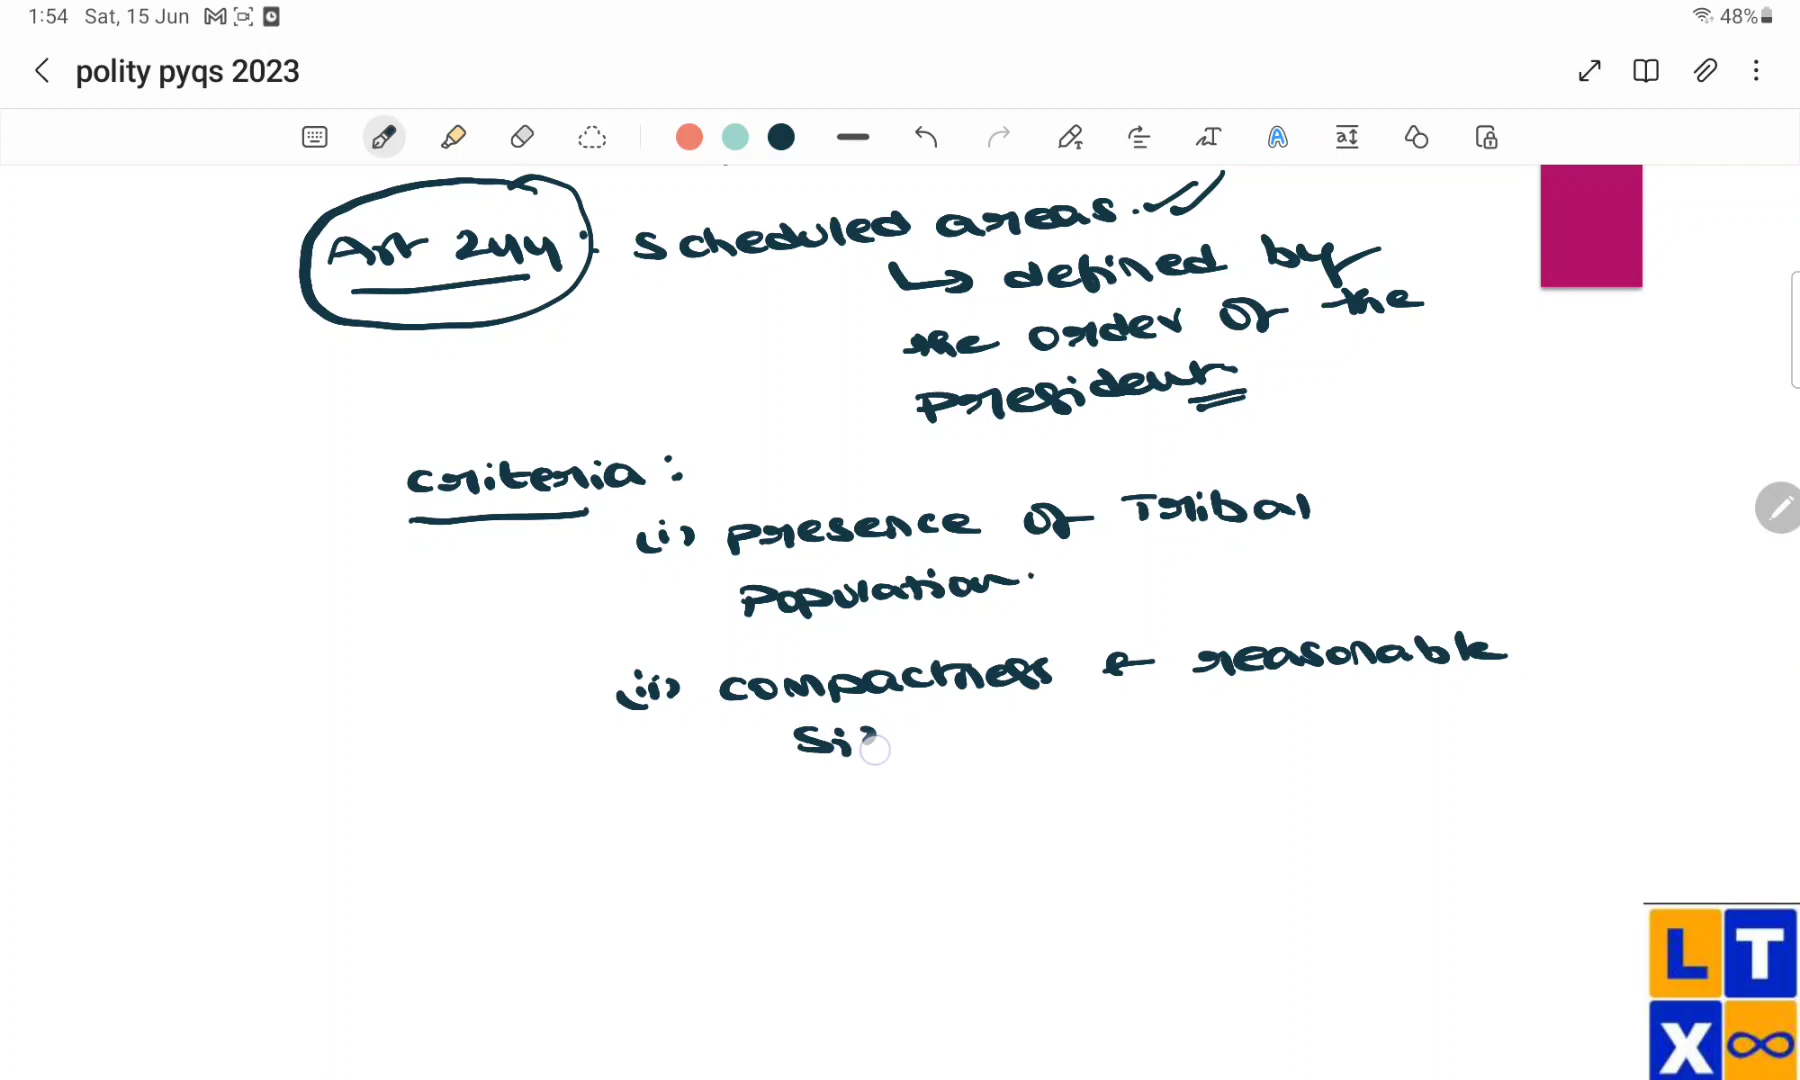 1:54 Sat, 15 Jun
48%
polity pyqs 2023
Art 244: Scheduled areas.
↳ defined by
the order of the
president
criteria:
(i) presence of Tribal
Population.
(ii) compactness & reasonable
Siz
L T
X ∞